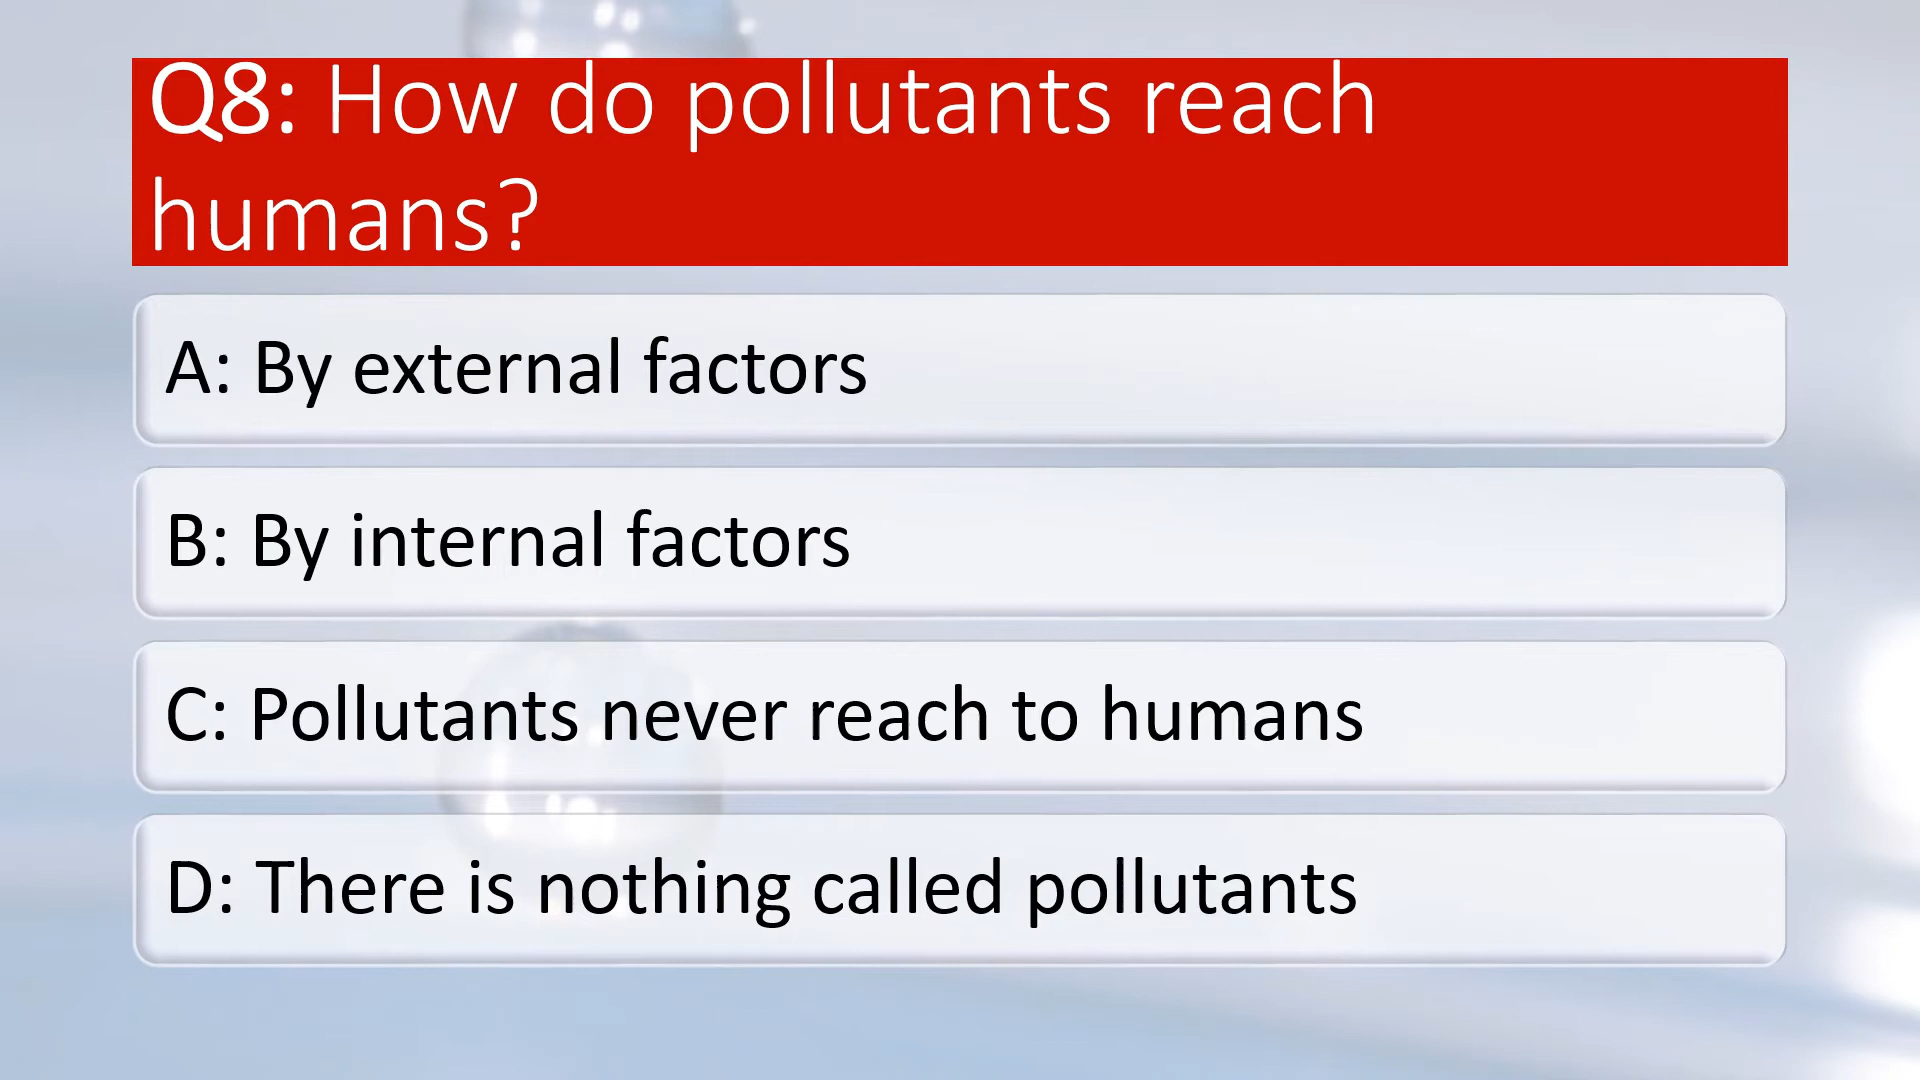 Q8: How do pollutants reach
humans?
A: By external factors
B: By internal factors
C: Pollutants never reach to humans
D: There is nothing called pollutants